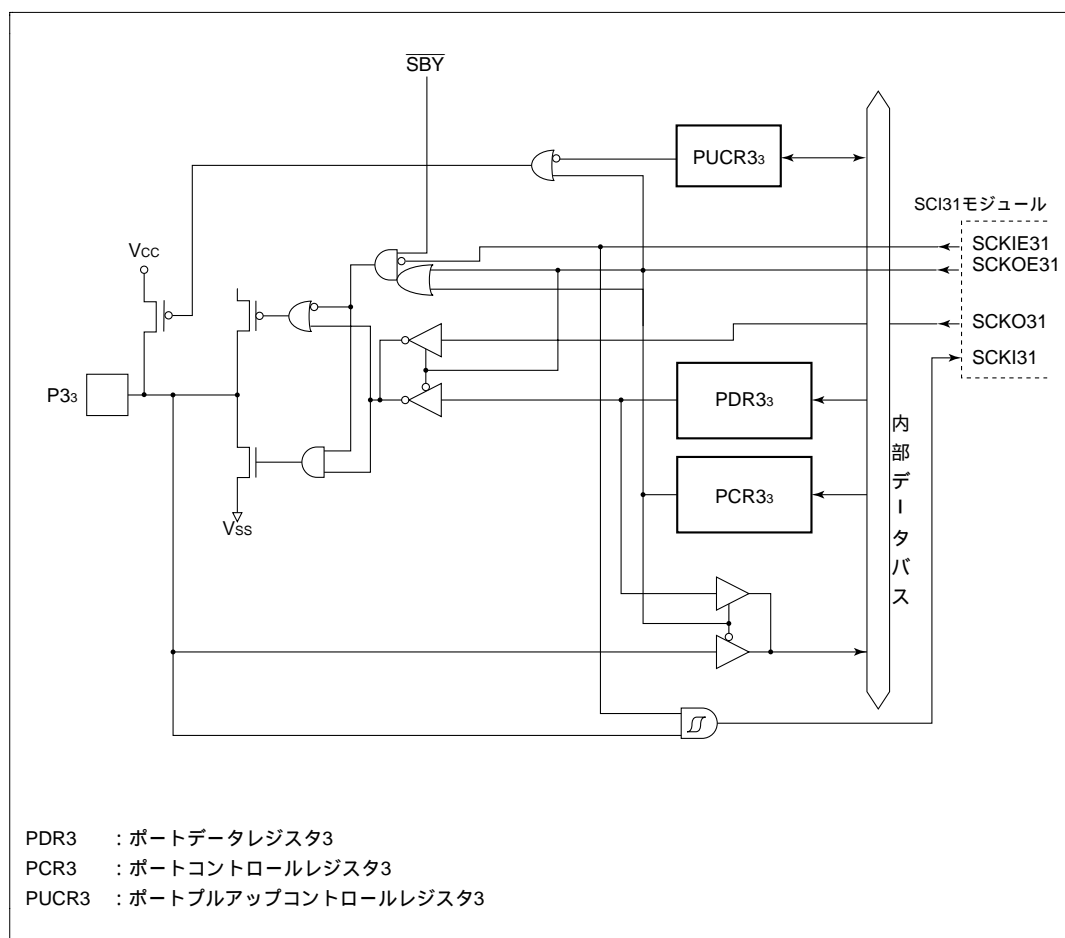 SBY
PUCR3₃
SCI31モジュール
SCKIE31
SCKOE31
VCC
SCKO31
SCKI31
P3₃
PDR3₃
PCR3₃
VSS
内部データバス
PDR3 : ポートデータレジスタ3
PCR3 : ポートコントロールレジスタ3
PUCR3 : ポートプルアップコントロールレジスタ3